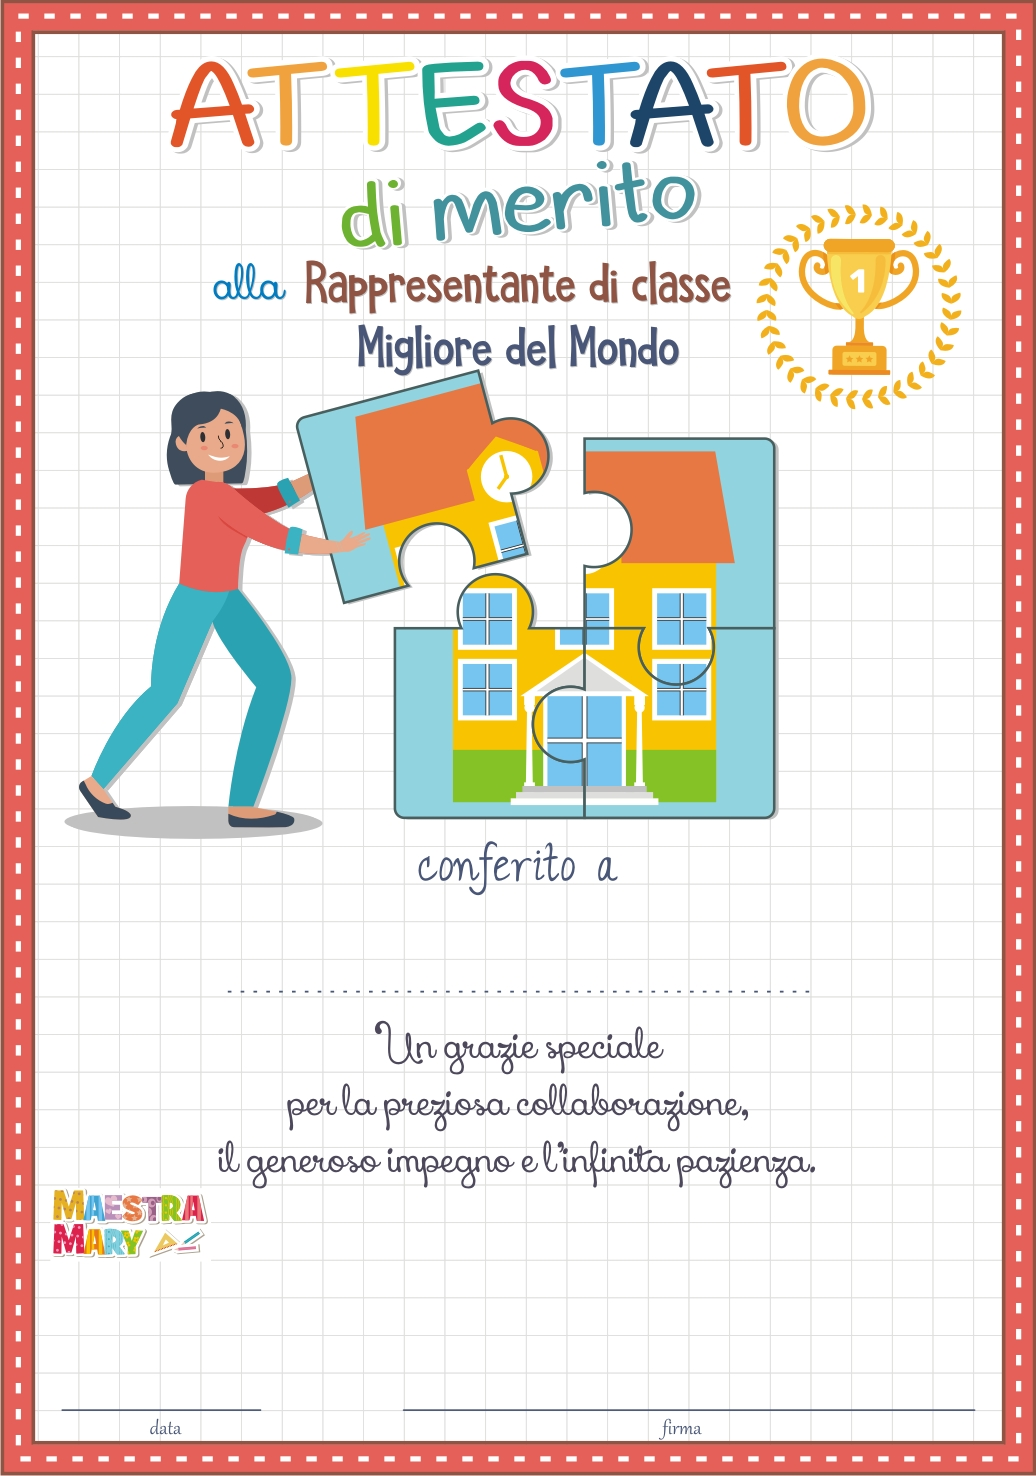 ATTESTATO
di merito
alla Rappresentante di classe
Migliore del Mondo
1
conferito a
Un grazie speciale
per la preziosa collaborazione,
il generoso impegno e l'infinita pazienza.
MAESTRA
MARY
data
firma